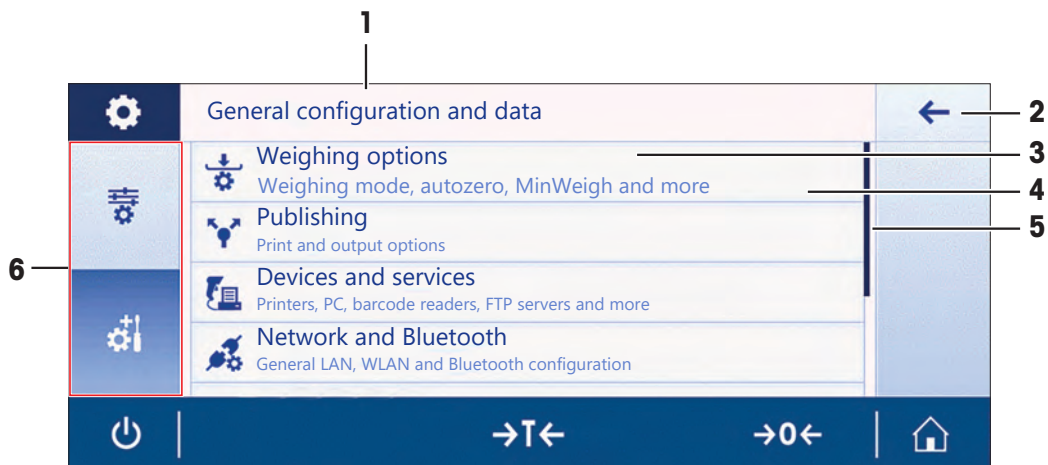 1
General configuration and data
2
Weighing options
3
Weighing mode, autozero, MinWeigh and more
4
Publishing
5
Print and output options
6
Devices and services
Printers, PC, barcode readers, FTP servers and more
Network and Bluetooth
General LAN, WLAN and Bluetooth configuration
→T← →0←